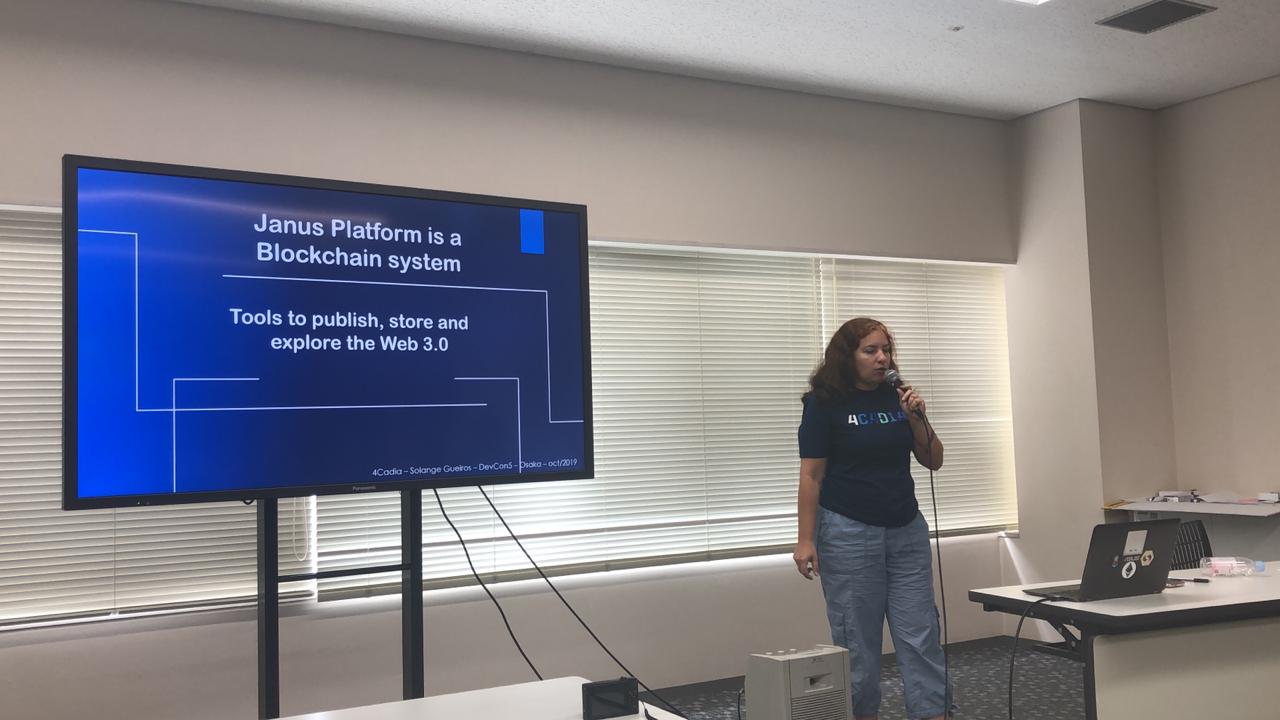 Janus Platform is a
Blockchain system
Tools to publish, store and
explore the Web 3.0
4Cadia – Solange Gueiros – DevCon5 – Osaka – oct/2019
Panasonic
4CADIA